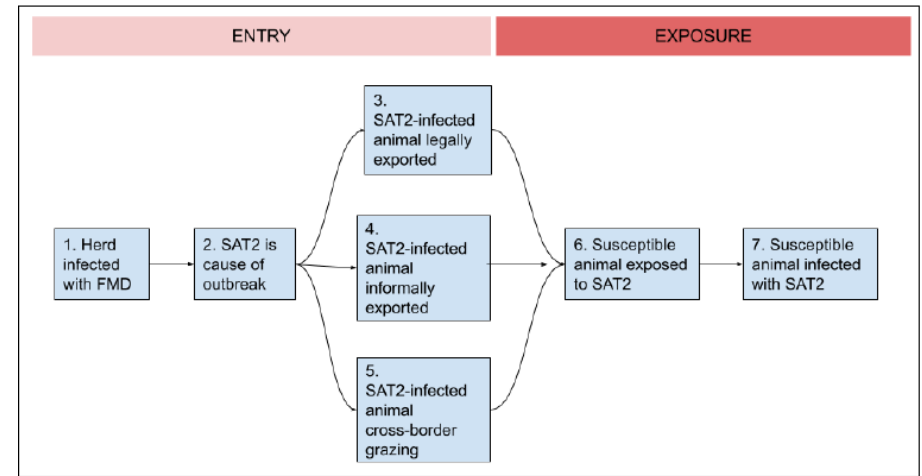 ENTRY
EXPOSURE
1. Herd
infected
with FMD
2. SAT2 is
cause of
outbreak
3.
SAT2-infected
animal legally
exported
4.
SAT2-infected
animal
informally
exported
5.
SAT2-infected
animal
cross-border
grazing
6. Susceptible
animal exposed
to SAT2
7. Susceptible
animal infected
with SAT2